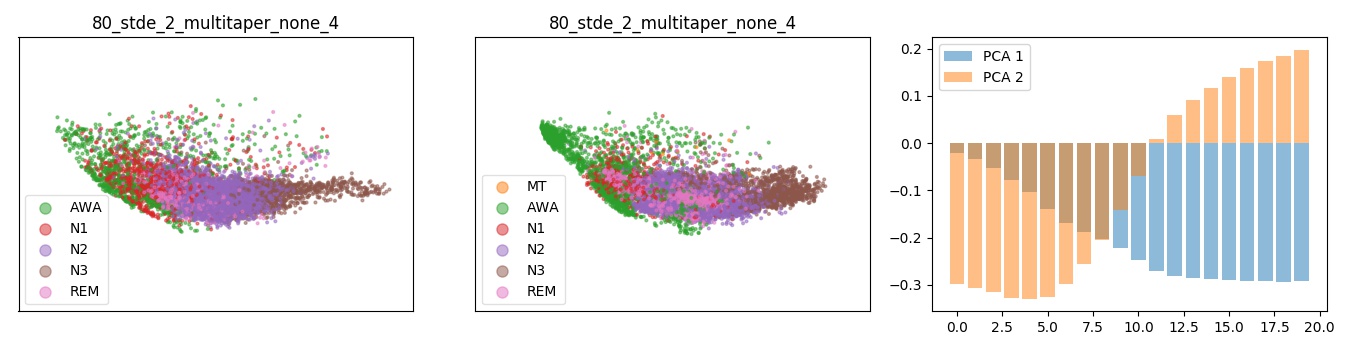 80_stde_2_multitaper_none_4
AWA
N1
N2
N3
REM
80_stde_2_multitaper_none_4
MT
AWA
N1
N2
N3
REM
PCA 1
PCA 2
0.2
0.1
0.0
−0.1
−0.2
−0.3
0.0 2.5 5.0 7.5 10.0 12.5 15.0 17.5 20.0